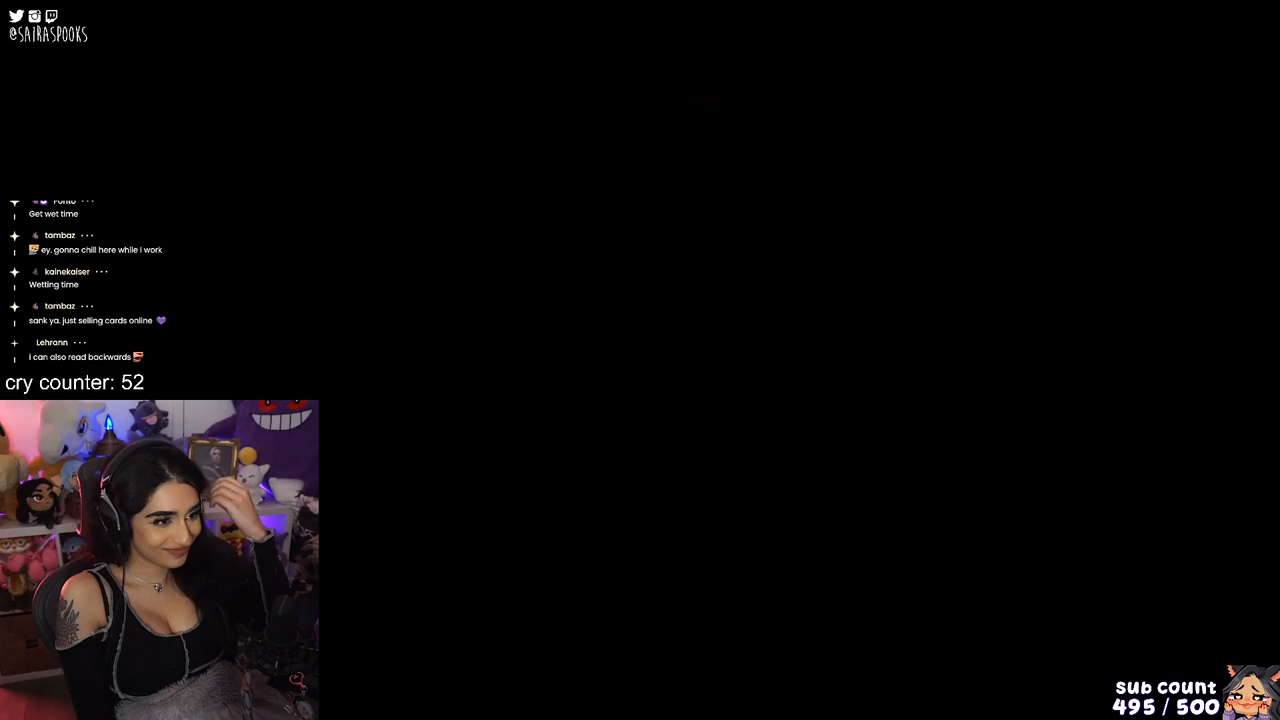 @SAIRASPOOKS
Get wet time
tambaz
ey. gonna chill here while I work
kainekaiser
Wetting time
tambaz
sank ya. just selling cards online
Lehrann
i can also read backwards
cry counter: 52
sub count
495 / 500